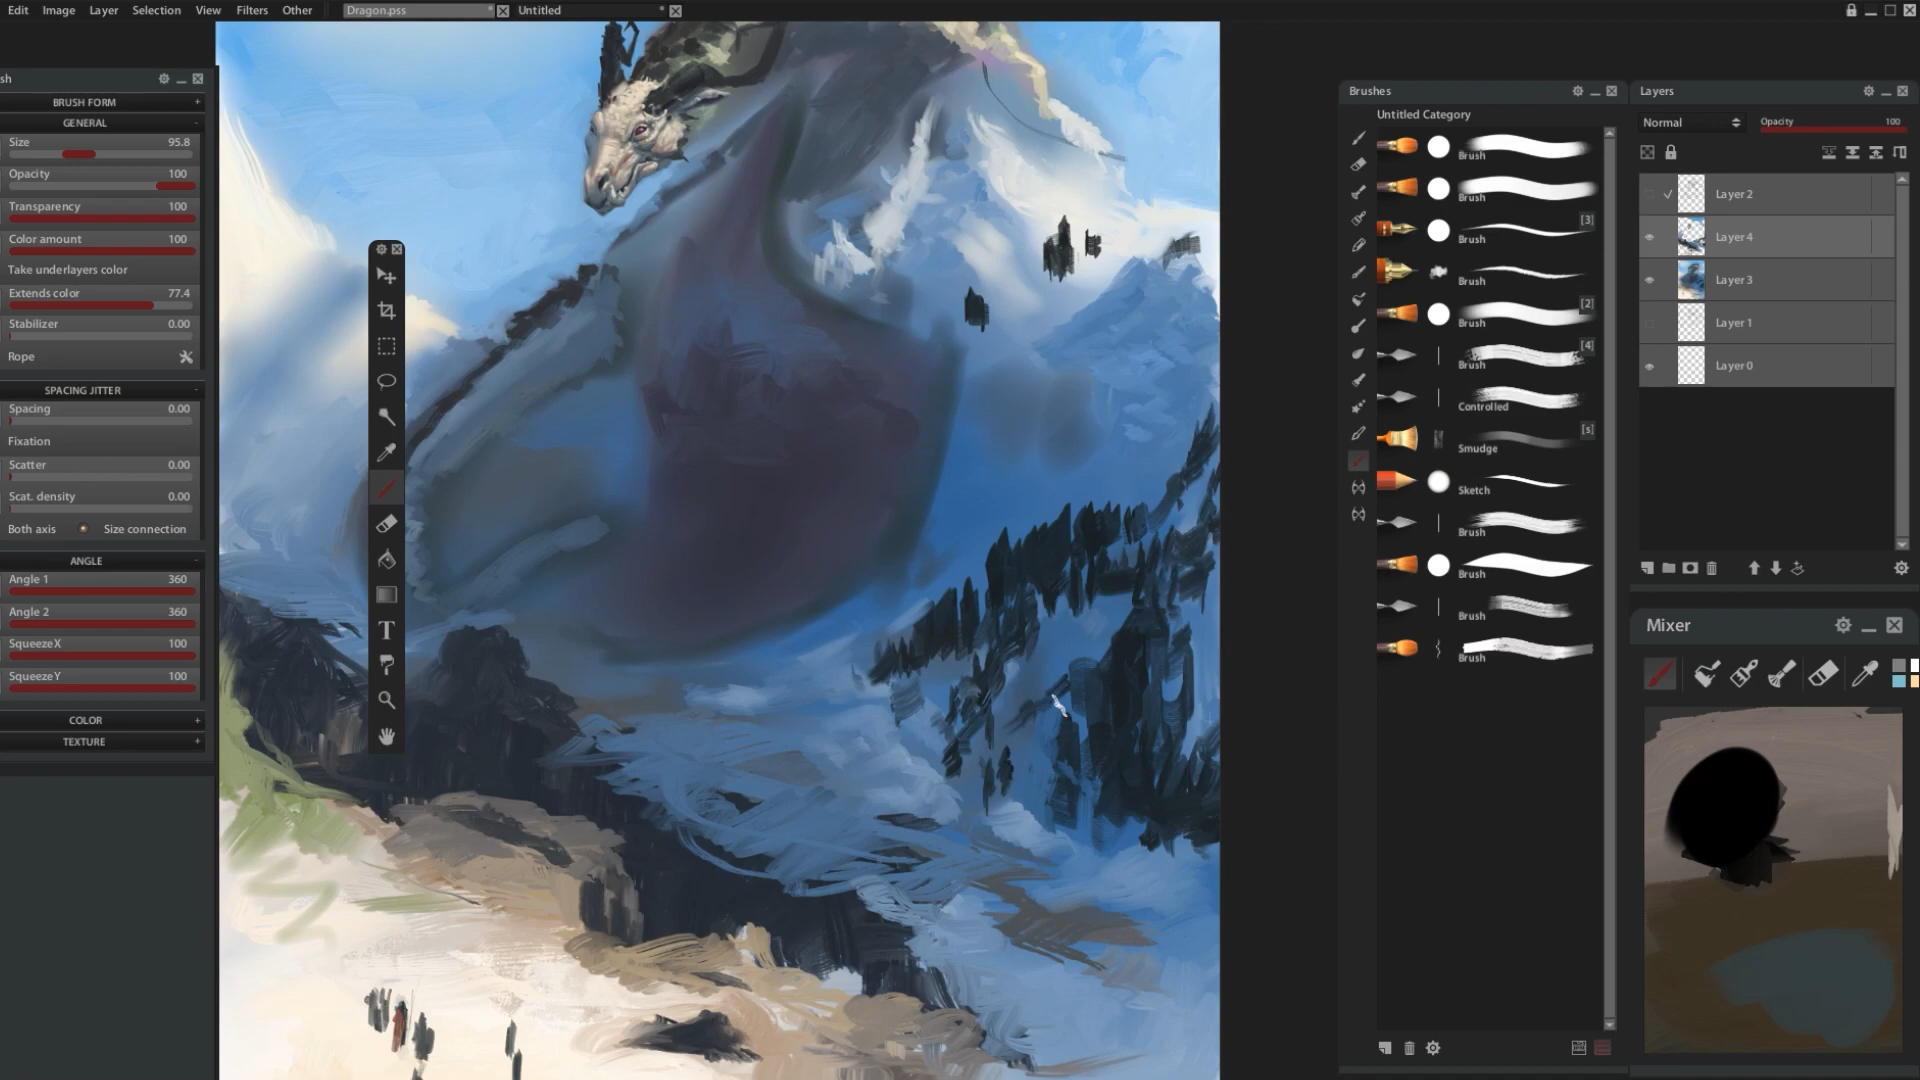 Edit Image Layer Selection View Filters Other Dragon.pss * Untitled *
sh
BRUSH FORM +
GENERAL -
Size 95.8
Opacity 100
Transparency 100
Color amount 100
Take underlayers color
Extends color 77.4
Stabilizer 0.00
Rope
SPACING JITTER -
Spacing 0.00
Fixation
Scatter 0.00
Scat. density 0.00
Both axis Size connection
ANGLE -
Angle 1 360
Angle 2 360
SqueezeX 100
SqueezeY 100
COLOR +
TEXTURE +
T
Brushes
Untitled Category
Brush
Brush
[3]
Brush
Brush
[2]
Brush
[4]
Brush
Controlled
[s]
Smudge
Sketch
Brush
Brush
Brush
Brush
Layers
Normal Opacity 100
Layer 2
Layer 4
Layer 3
Layer 1
Layer 0
Mixer